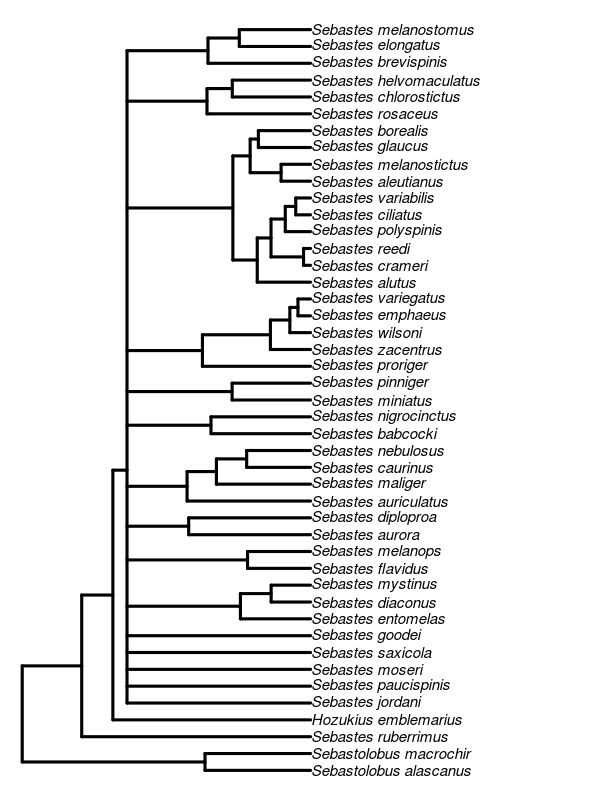 Sebastes melanostomus
Sebastes elongatus
Sebastes brevispinis
Sebastes helvomaculatus
Sebastes chlorostictus
Sebastes rosaceus
Sebastes borealis
Sebastes glaucus
Sebastes melanostictus
Sebastes aleutianus
Sebastes variabilis
Sebastes ciliatus
Sebastes polyspinis
Sebastes reedi
Sebastes crameri
Sebastes alutus
Sebastes variegatus
Sebastes emphaeus
Sebastes wilsoni
Sebastes zacentrus
Sebastes proriger
Sebastes pinniger
Sebastes miniatus
Sebastes nigrocinctus
Sebastes babcocki
Sebastes nebulosus
Sebastes caurinus
Sebastes maliger
Sebastes auriculatus
Sebastes diploproa
Sebastes aurora
Sebastes melanops
Sebastes flavidus
Sebastes mystinus
Sebastes diaconus
Sebastes entomelas
Sebastes goodei
Sebastes saxicola
Sebastes moseri
Sebastes paucispinis
Sebastes jordani
Hozukius emblemarius
Sebastes ruberrimus
Sebastolobus macrochir
Sebastolobus alascanus